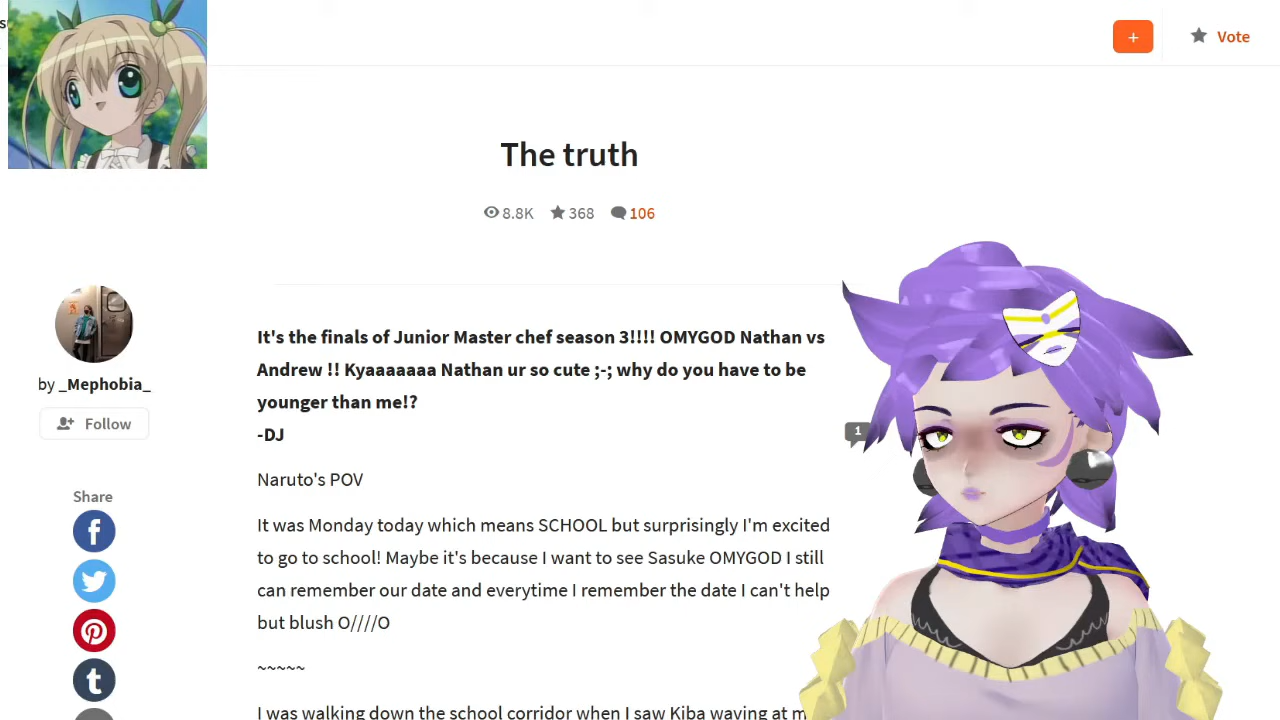 s
+
Vote
The truth
8.8K 368 106
It's the finals of Junior Master chef season 3!!!! OMYGOD Nathan vs
Andrew !! Kyaaaaaaa Nathan ur so cute ;-; why do you have to be
younger than me!?
-DJ
1
by _Mephobia_
Follow
Naruto's POV
Share
It was Monday today which means SCHOOL but surprisingly I'm excited
to go to school! Maybe it's because I want to see Sasuke OMYGOD I still
can remember our date and everytime I remember the date I can't help
but blush O////O
~~~~~
I was walking down the school corridor when I saw Kiba waving at m